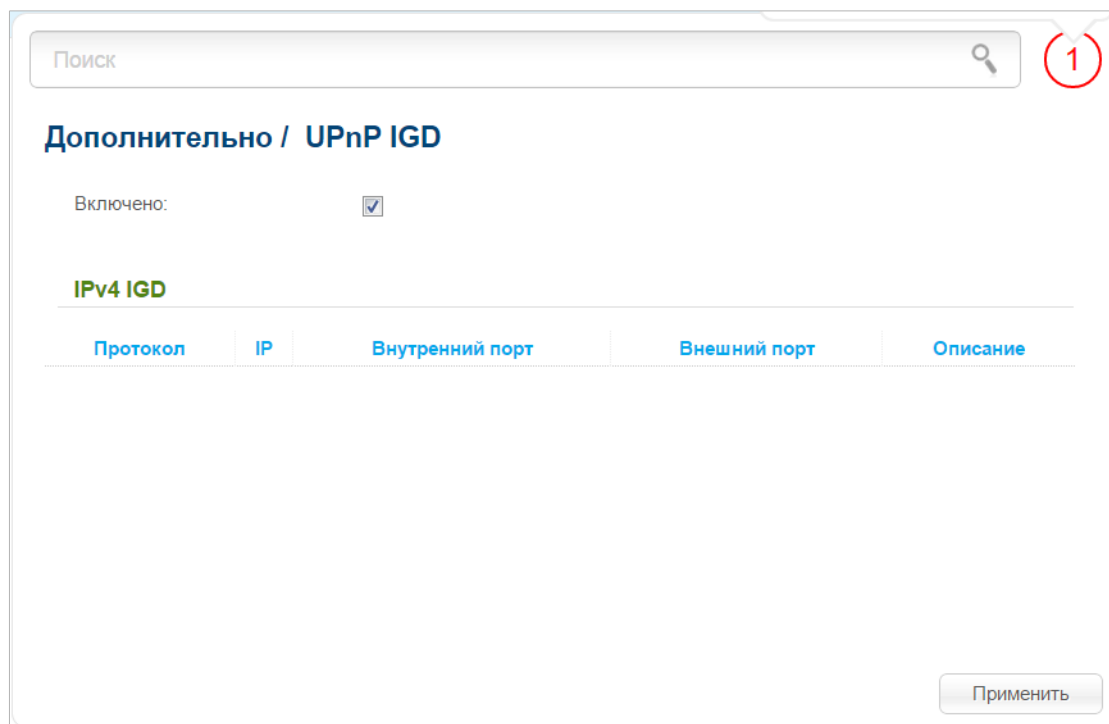 Поиск
1
Дополнительно / UPnP IGD
Включено:
IPv4 IGD
Протокол IP Внутренний порт Внешний порт Описание
Применить